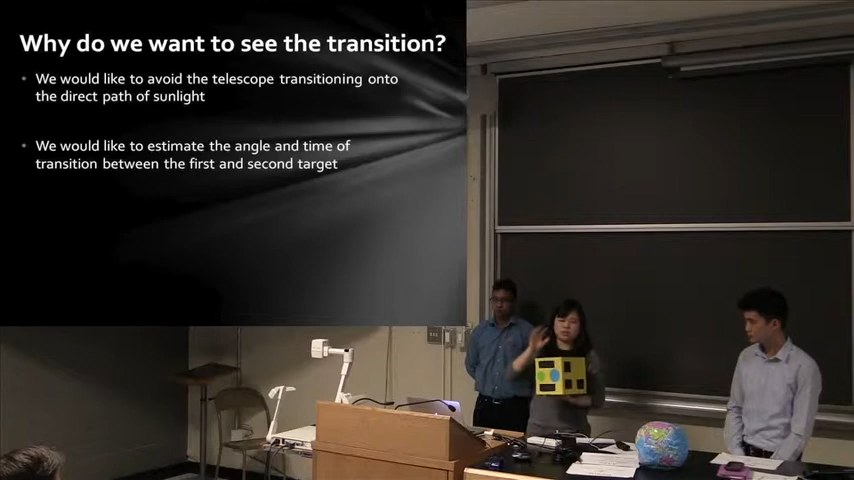 Why do we want to see the transition?
We would like to avoid the telescope transitioning onto
the direct path of sunlight
We would like to estimate the angle and time of
transition between the first and second target